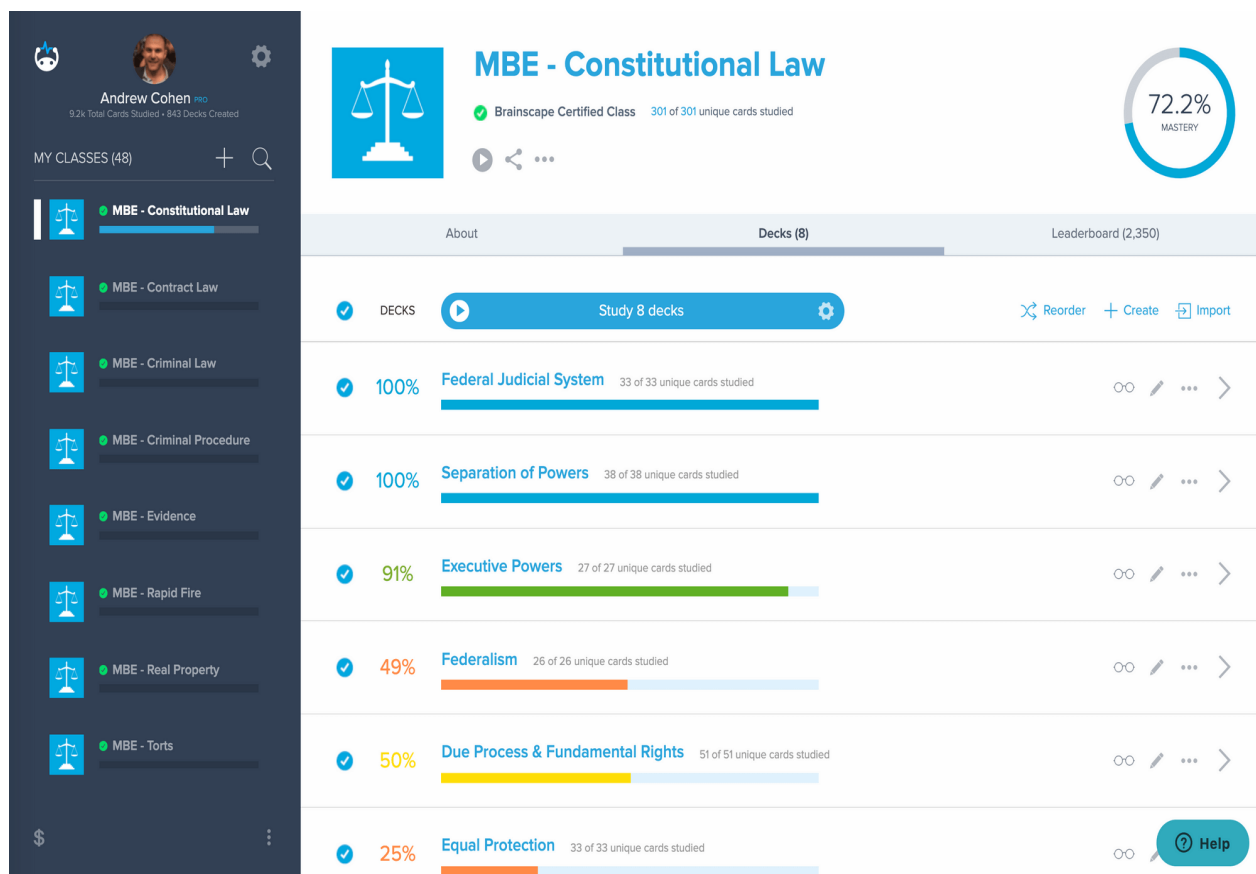 Andrew Cohen PRO
9.2k Total Cards Studied • 843 Decks Created
MY CLASSES (48)
MBE - Constitutional Law
MBE - Contract Law
MBE - Criminal Law
MBE - Criminal Procedure
MBE - Evidence
MBE - Rapid Fire
MBE - Real Property
MBE - Torts
$
MBE - Constitutional Law
Brainscape Certified Class 301 of 301 unique cards studied
72.2%
MASTERY
About Decks (8) Leaderboard (2,350)
DECKS Study 8 decks Reorder Create Import
100% Federal Judicial System 33 of 33 unique cards studied
100% Separation of Powers 38 of 38 unique cards studied
91% Executive Powers 27 of 27 unique cards studied
49% Federalism 26 of 26 unique cards studied
50% Due Process & Fundamental Rights 51 of 51 unique cards studied
25% Equal Protection 33 of 33 unique cards studied
? Help